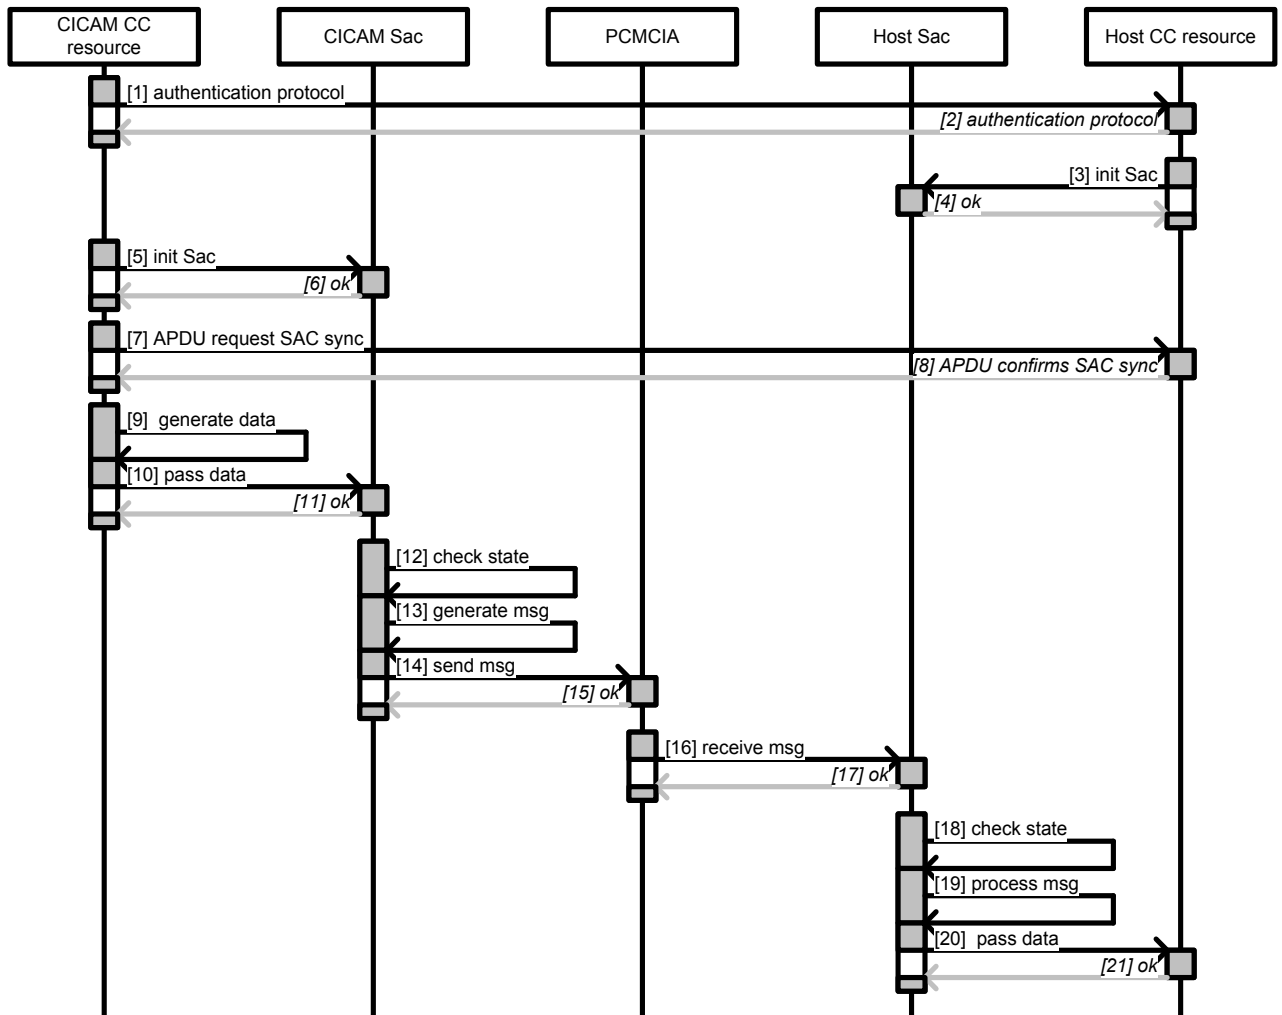 CICAM CC
resource
CICAM Sac
PCMCIA
Host Sac
Host CC resource
[1] authentication protocol
[2] authentication protocol
[3] init Sac
[4] ok
[5] init Sac
[6] ok
[7] APDU request SAC sync
[8] APDU confirms SAC sync
[9]  generate data
[10] pass data
[11] ok
[12] check state
[13] generate msg
[14] send msg
[15] ok
[16] receive msg
[17] ok
[18] check state
[19] process msg
[20]  pass data
[21] ok